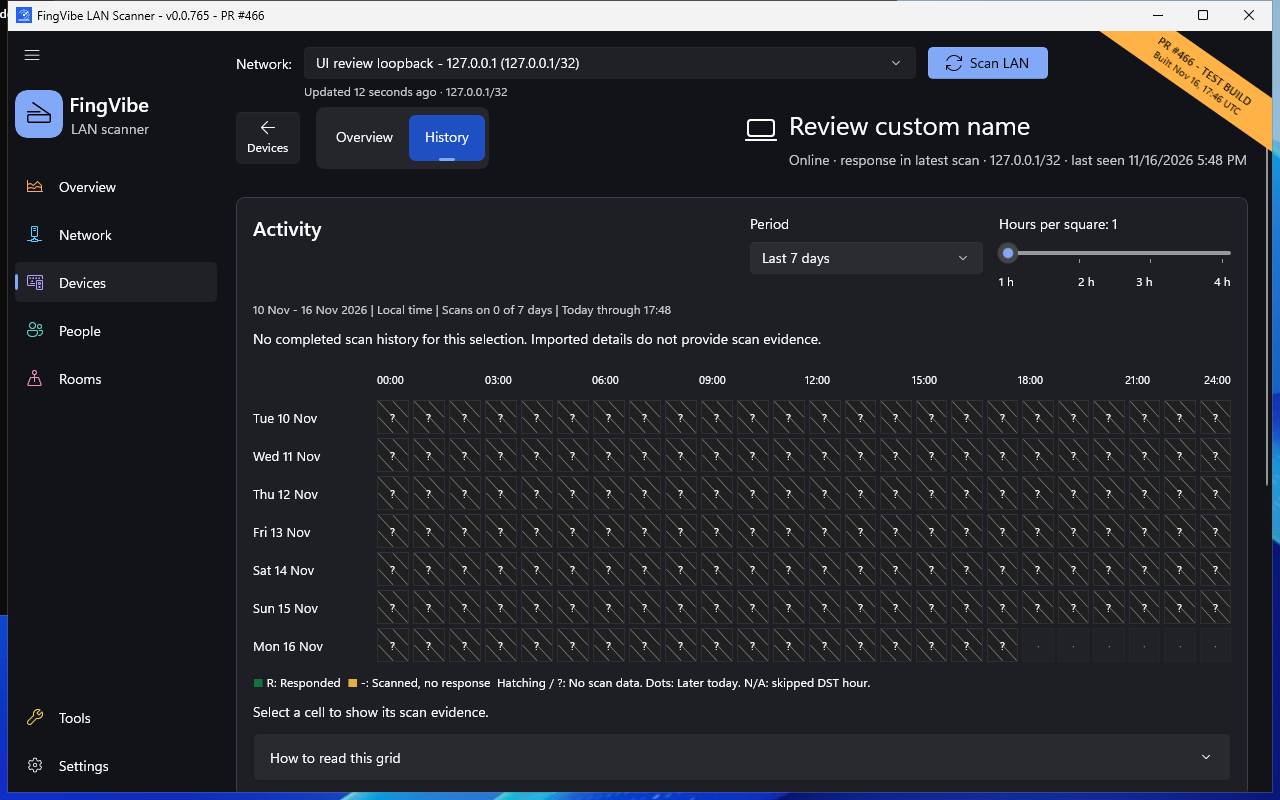 FingVibe LAN Scanner - v0.0.765 - PR #466
PR #466 - TEST BUILD
Built Nov 16, 17:46 UTC
Network:
UI review loopback - 127.0.0.1 (127.0.0.1/32)
Scan LAN
Updated 12 seconds ago · 127.0.0.1/32
FingVibe
LAN scanner
Devices
Overview
History
Review custom name
Online · response in latest scan · 127.0.0.1/32 · last seen 11/16/2026 5:48 PM
Overview
Network
Devices
People
Rooms
Tools
Settings
Activity
Period
Last 7 days
Hours per square: 1
1 h 2 h 3 h 4 h
10 Nov - 16 Nov 2026 | Local time | Scans on 0 of 7 days | Today through 17:48
No completed scan history for this selection. Imported details do not provide scan evidence.
00:00 03:00 06:00 09:00 12:00 15:00 18:00 21:00 24:00
Tue 10 Nov ? ? ? ? ? ? ? ? ? ? ? ? ? ? ? ? ? ? ? ? ? ? ? ?
Wed 11 Nov ? ? ? ? ? ? ? ? ? ? ? ? ? ? ? ? ? ? ? ? ? ? ? ?
Thu 12 Nov ? ? ? ? ? ? ? ? ? ? ? ? ? ? ? ? ? ? ? ? ? ? ? ?
Fri 13 Nov ? ? ? ? ? ? ? ? ? ? ? ? ? ? ? ? ? ? ? ? ? ? ? ?
Sat 14 Nov ? ? ? ? ? ? ? ? ? ? ? ? ? ? ? ? ? ? ? ? ? ? ? ?
Sun 15 Nov ? ? ? ? ? ? ? ? ? ? ? ? ? ? ? ? ? ? ? ? ? ? ? ?
Mon 16 Nov ? ? ? ? ? ? ? ? ? ? ? ? ? ? ? ? ? ? · · · · · ·
R: Responded -: Scanned, no response Hatching / ?: No scan data. Dots: Later today. N/A: skipped DST hour.
Select a cell to show its scan evidence.
How to read this grid